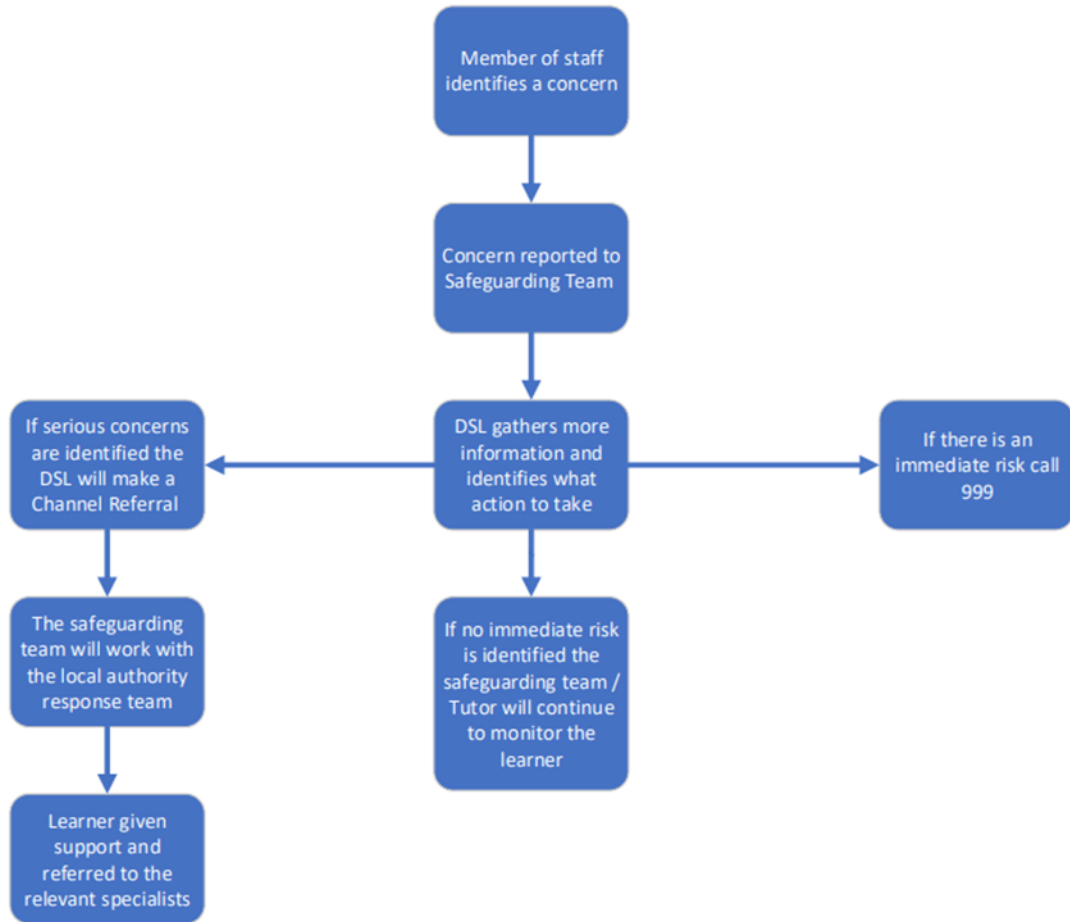 Member of staff
identifies a concern
Concern reported to
Safeguarding Team
If serious concerns
are identified the
DSL will make a
Channel Referral
DSL gathers more
information and
identifies what
action to take
If there is an
immediate risk call
999
The safeguarding
team will work with
the local authority
response team
If no immediate risk
is identified the
safeguarding team /
Tutor will continue
to monitor the
learner
Learner given
support and
referred to the
relevant specialists